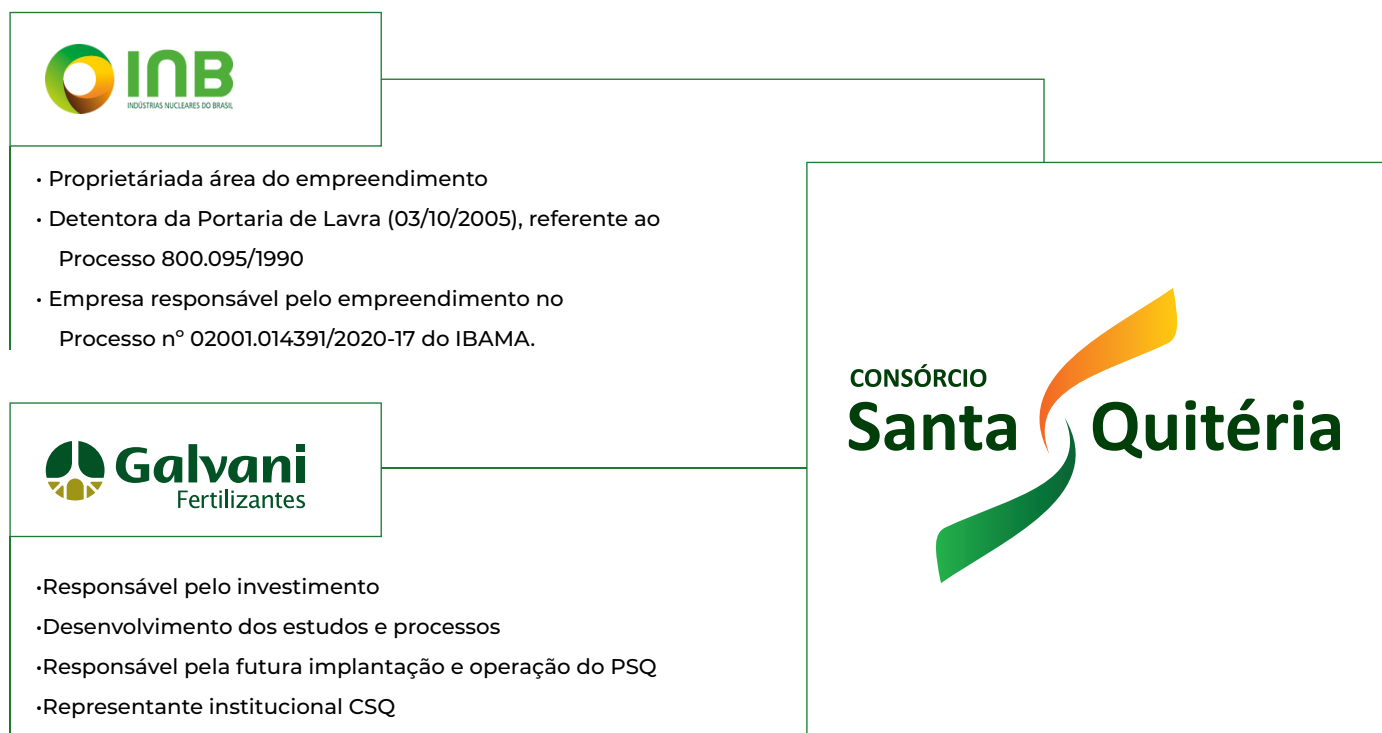 INB
INDÚSTRIAS NUCLEARES DO BRASIL
• Proprietáriada área do empreendimento
• Detentora da Portaria de Lavra (03/10/2005), referente ao
Processo 800.095/1990
• Empresa responsável pelo empreendimento no
Processo nº 02001.014391/2020-17 do IBAMA.
Galvani
Fertilizantes
•Responsável pelo investimento
•Desenvolvimento dos estudos e processos
•Responsável pela futura implantação e operação do PSQ
•Representante institucional CSQ
CONSÓRCIO
Santa Quitéria